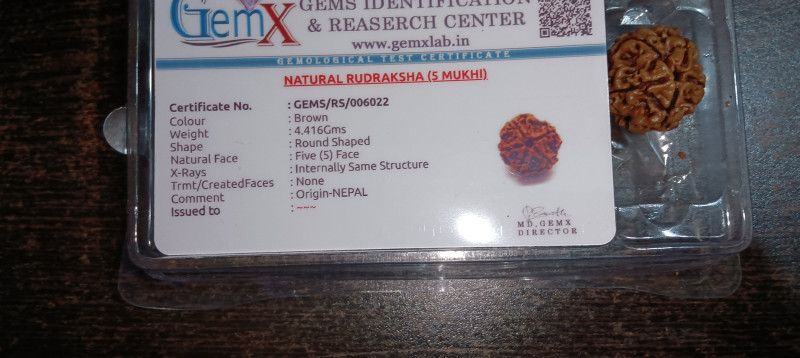 GemX
GEMS IDENTIFICATION
& REASERCH CENTER
www.gemxlab.in
GEMOLOGICAL TEST CERTIFICATE
NATURAL RUDRAKSHA (5 MUKHI)
Certificate No. : GEMS/RS/006022
Colour : Brown
Weight : 4.416Gms
Shape : Round Shaped
Natural Face : Five (5) Face
X-Rays : Internally Same Structure
Trmt/CreatedFaces : None
Comment : Origin-NEPAL
Issued to : ~~~
MD, GEMX
DIRECTOR